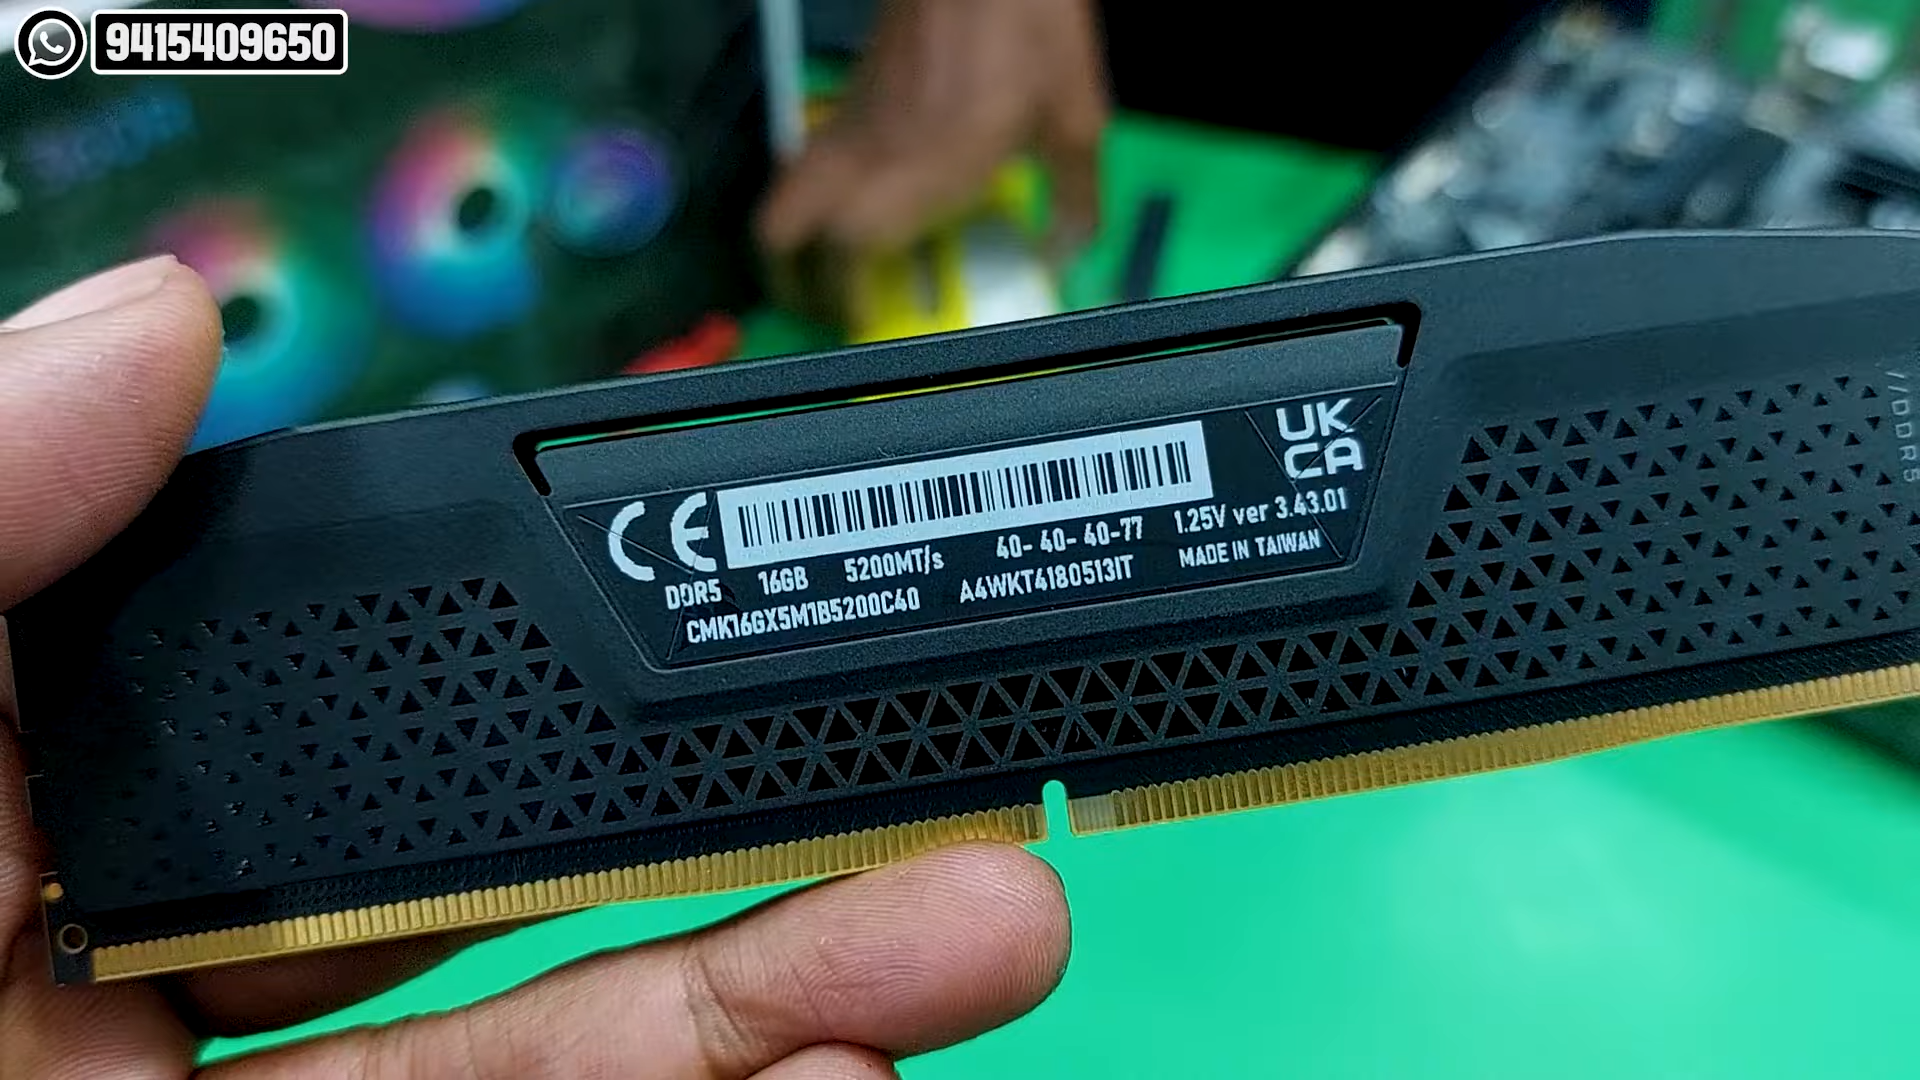 9415409650
CE
UK
CA
DDR5 16GB 5200MT/s 40-40-40-77 1.25V ver 3.43.01
CMK16GX5M1B5200C40 A4WKT4180513IT MADE IN TAIWAN
//DDR5